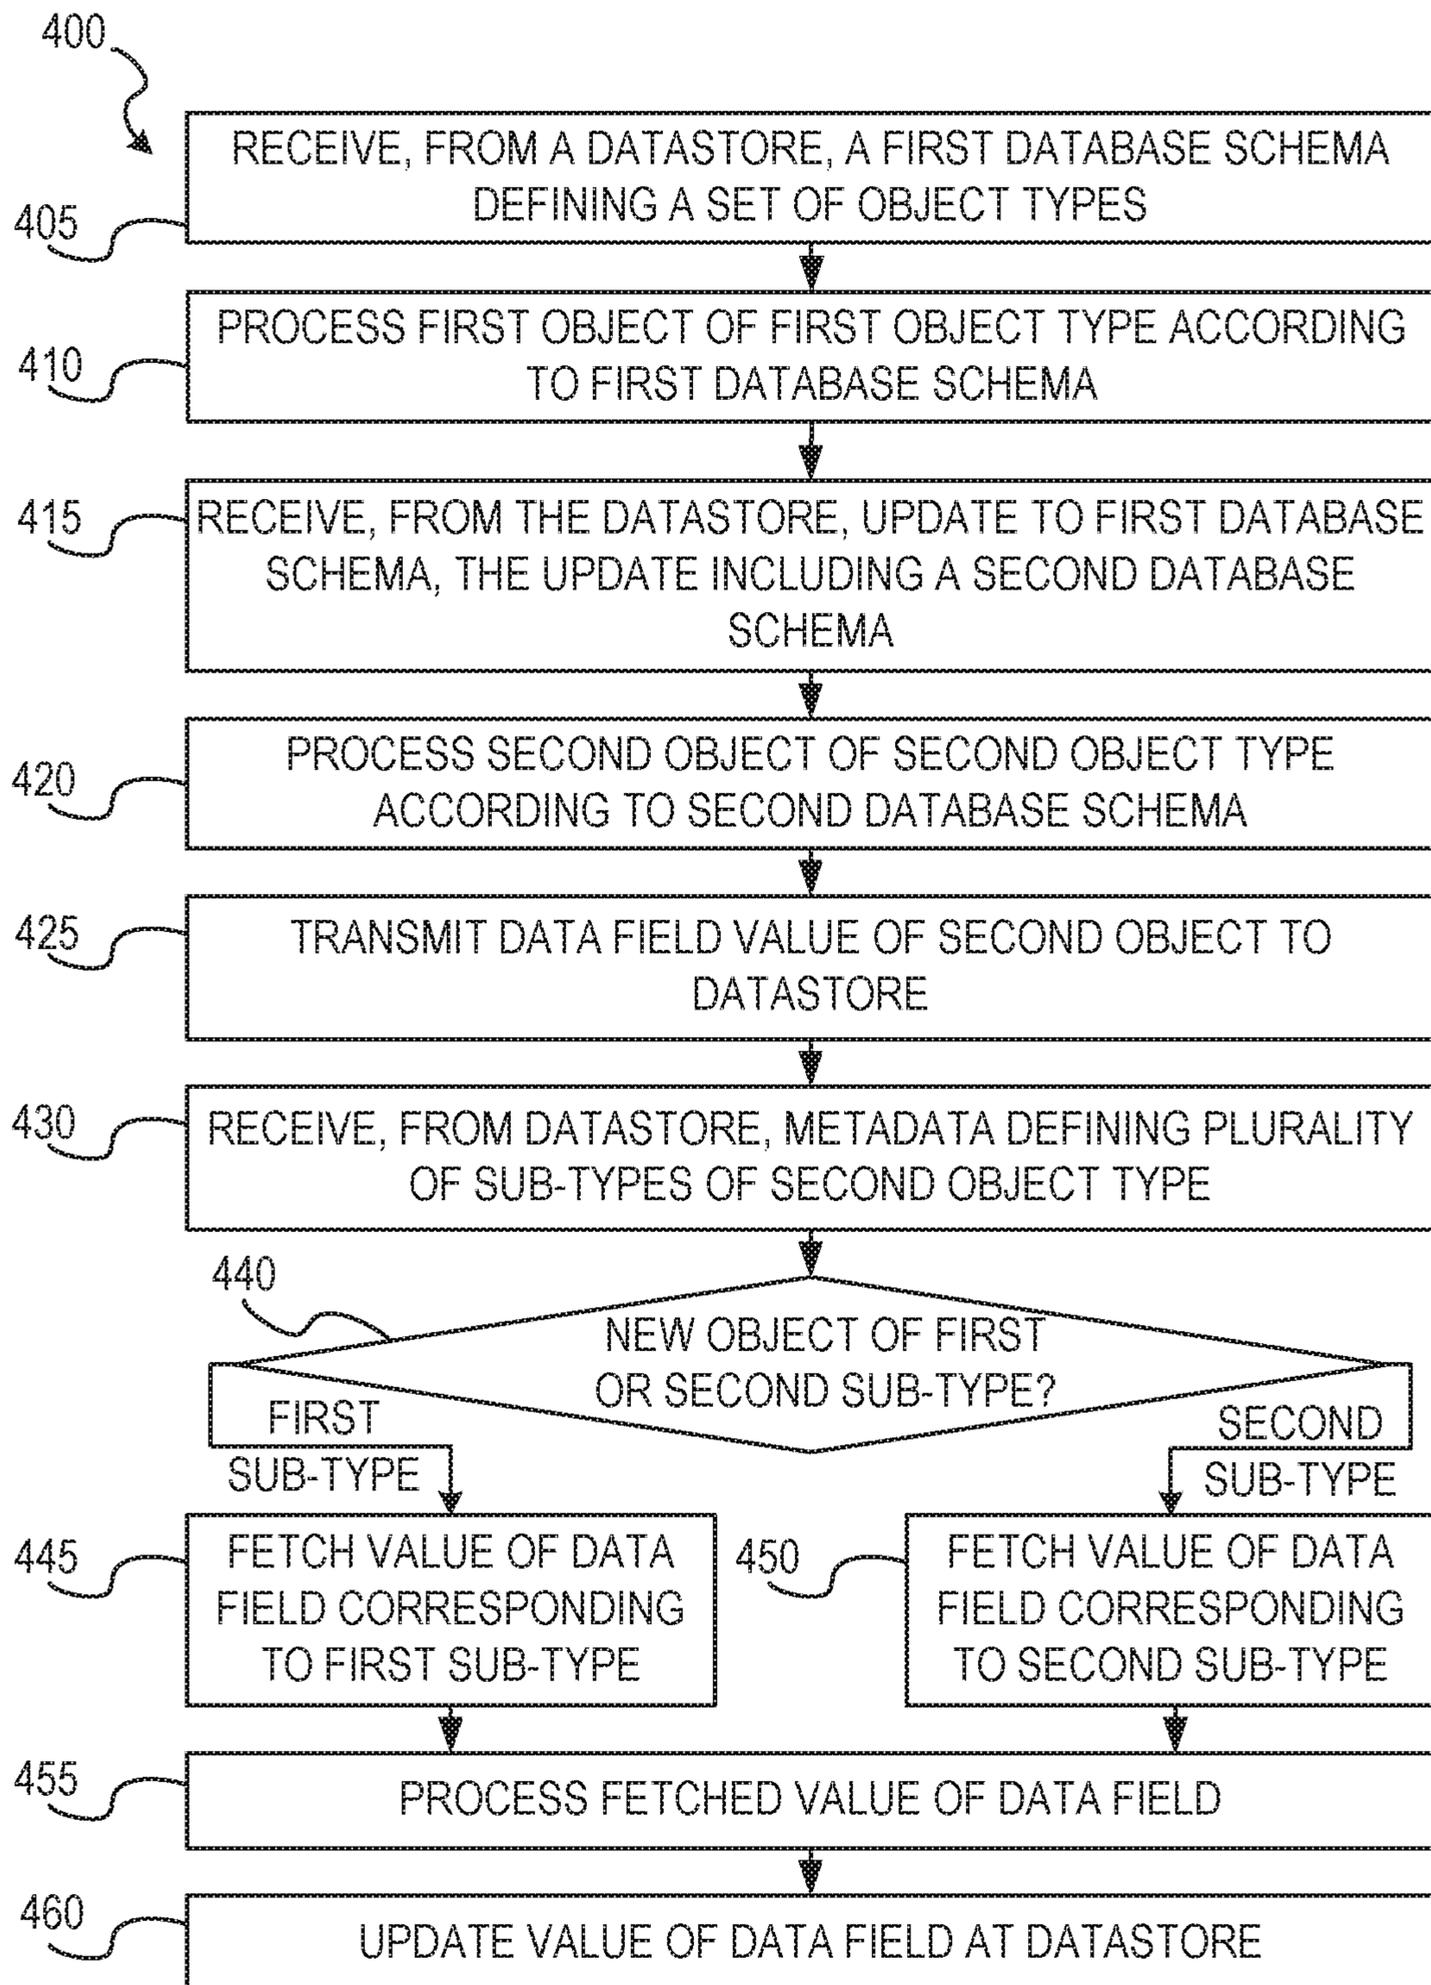 400
RECEIVE, FROM A DATASTORE, A FIRST DATABASE SCHEMA
DEFINING A SET OF OBJECT TYPES
405
PROCESS FIRST OBJECT OF FIRST OBJECT TYPE ACCORDING
TO FIRST DATABASE SCHEMA
410
RECEIVE, FROM THE DATASTORE, UPDATE TO FIRST DATABASE
SCHEMA, THE UPDATE INCLUDING A SECOND DATABASE
SCHEMA
415
PROCESS SECOND OBJECT OF SECOND OBJECT TYPE
ACCORDING TO SECOND DATABASE SCHEMA
420
TRANSMIT DATA FIELD VALUE OF SECOND OBJECT TO
DATASTORE
425
RECEIVE, FROM DATASTORE, METADATA DEFINING PLURALITY
OF SUB-TYPES OF SECOND OBJECT TYPE
430
440
NEW OBJECT OF FIRST
OR SECOND SUB-TYPE?
FIRST
SUB-TYPE
SECOND
SUB-TYPE
445
FETCH VALUE OF DATA
FIELD CORRESPONDING
TO FIRST SUB-TYPE
450
FETCH VALUE OF DATA
FIELD CORRESPONDING
TO SECOND SUB-TYPE
455
PROCESS FETCHED VALUE OF DATA FIELD
460
UPDATE VALUE OF DATA FIELD AT DATASTORE